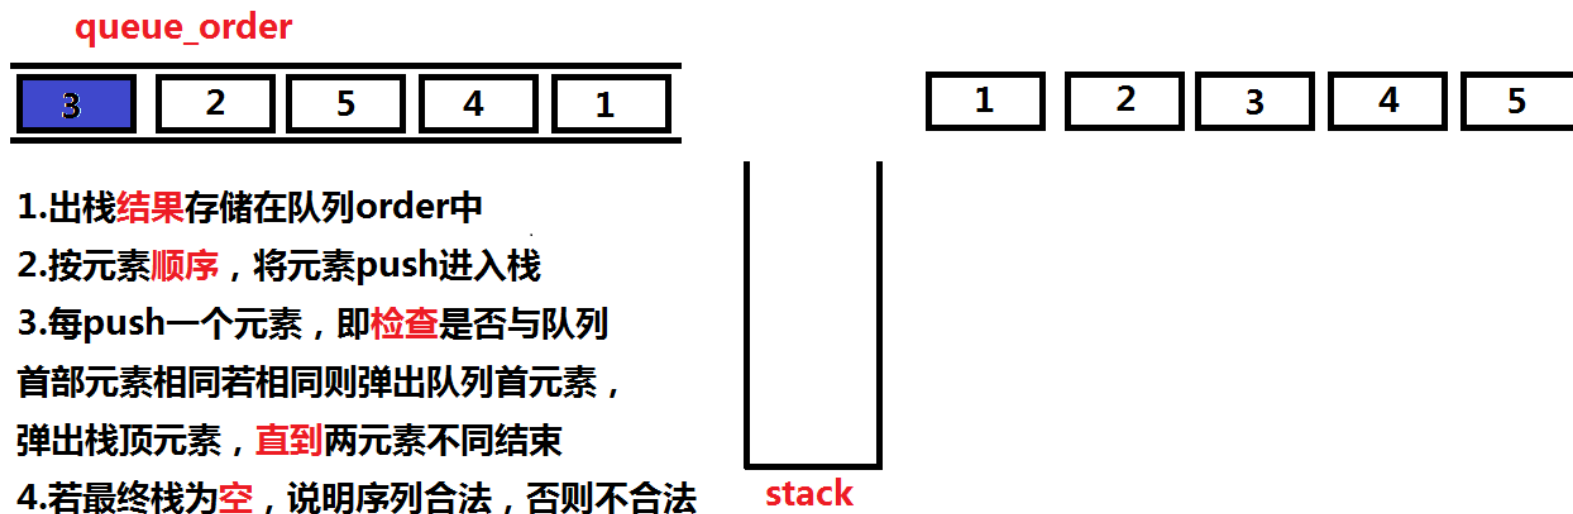 queue_order
3 2 5 4 1
1 2 3 4 5
1.出栈结果存储在队列order中
2.按元素顺序，将元素push进入栈
3.每push一个元素，即检查是否与队列
首部元素相同若相同则弹出队列首元素，
弹出栈顶元素，直到两元素不同结束
4.若最终栈为空，说明序列合法，否则不合法
stack